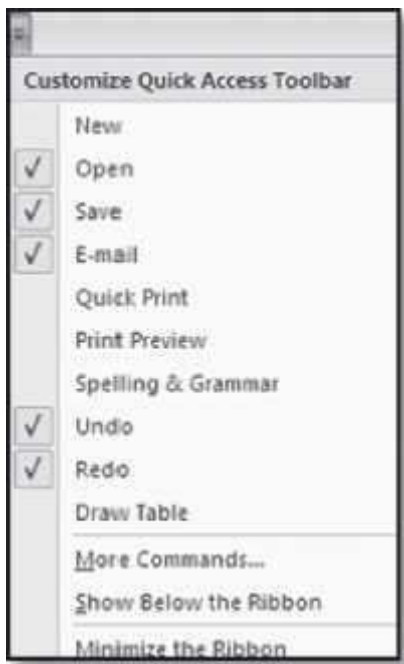 Customize Quick Access Toolbar
New
Open
Save
E-mail
Quick Print
Print Preview
Spelling & Grammar
Undo
Redo
Draw Table
More Commands...
Show Below the Ribbon
Minimize the Ribbon